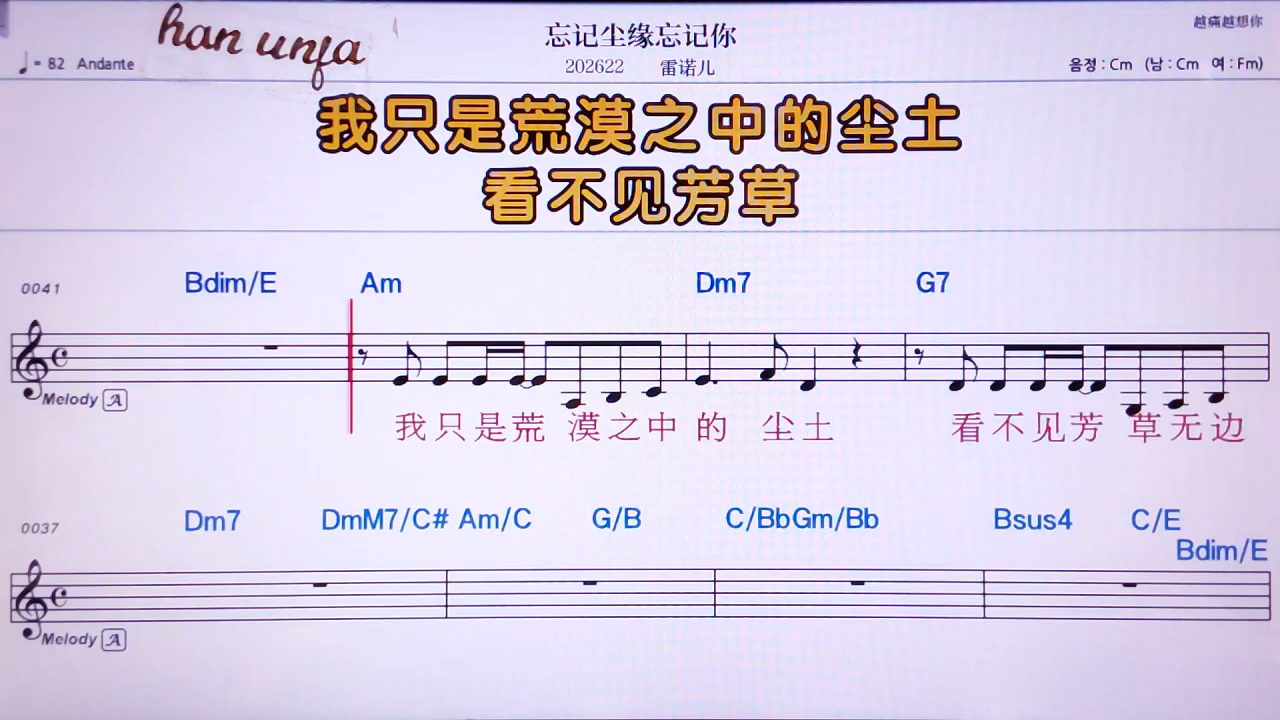 han unfa
忘记尘缘忘记你
越痛越想你
♩= 82 Andante
202622 雷诺儿
음정 : Cm (남 : Cm 여 : Fm)
我只是荒漠之中的尘土
看不见芳草
0041 Bdim/E Am Dm7 G7
Melody A
我只是荒 漠之中 的 尘土 看不见芳 草无边
0037 Dm7 DmM7/C# Am/C G/B C/Bb Gm/Bb Bsus4 C/E
Bdim/E
Melody A